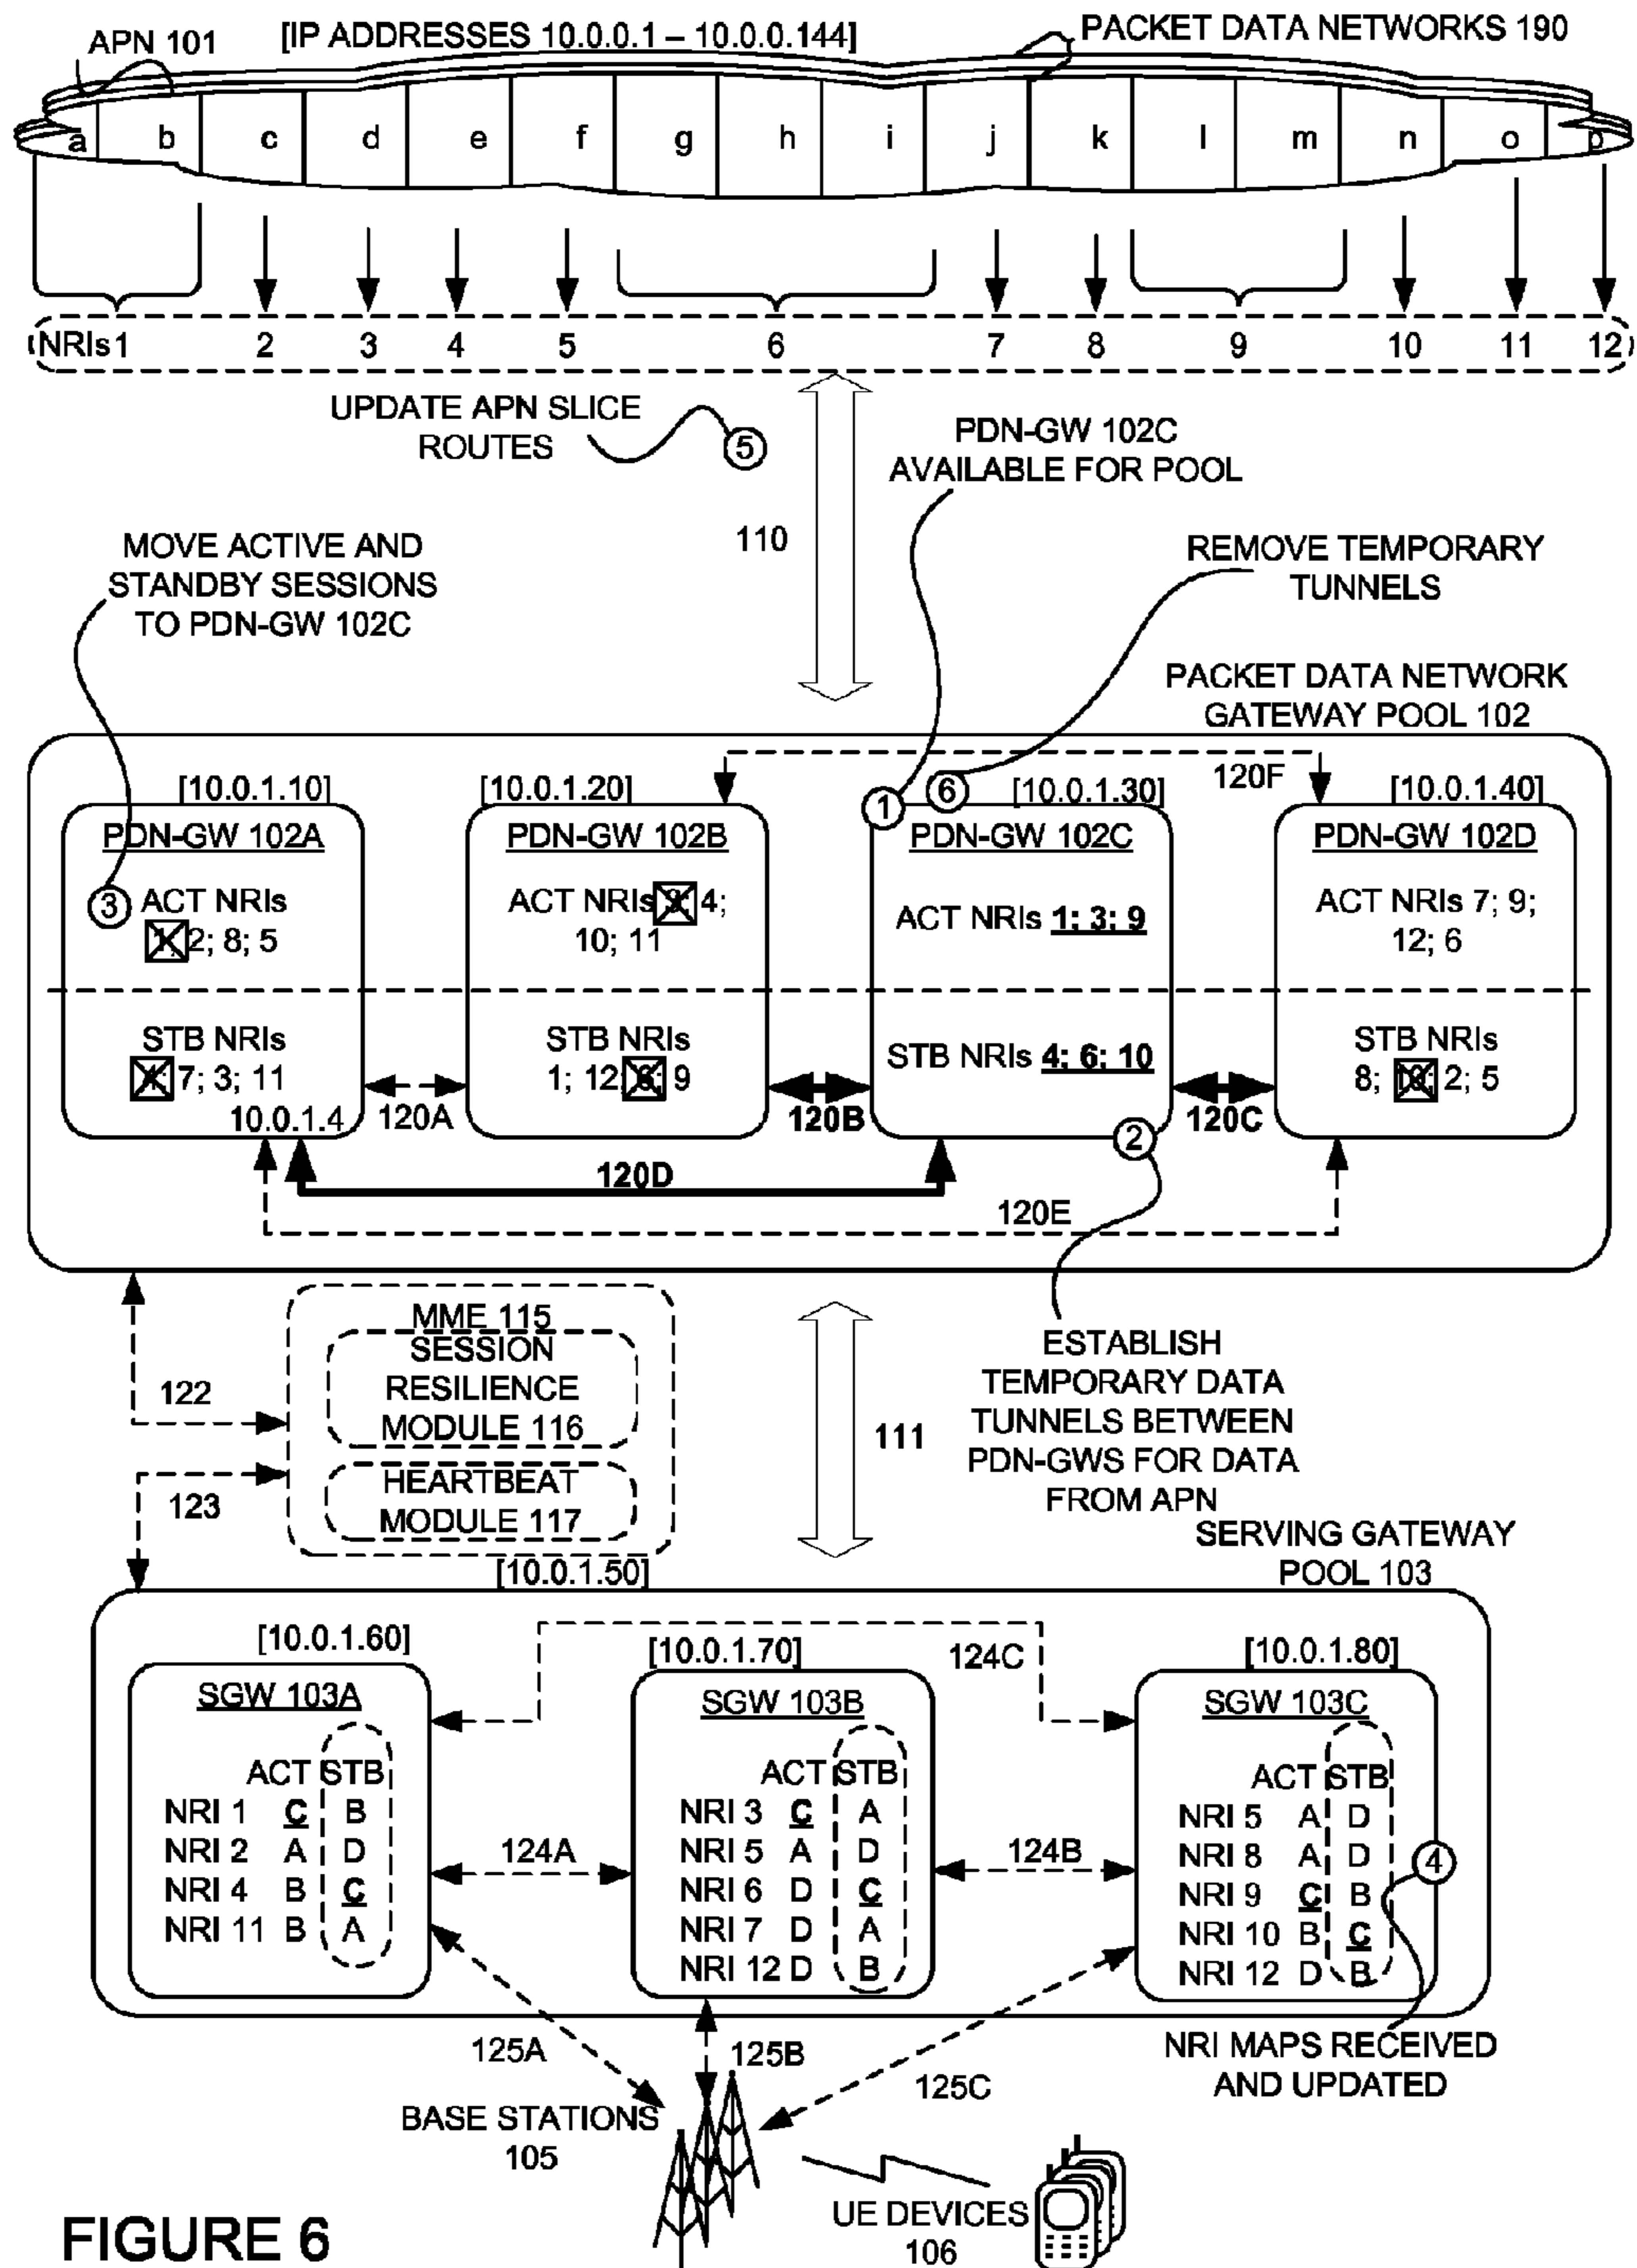 APN 101
[IP ADDRESSES 10.0.0.1 – 10.0.0.144]
PACKET DATA NETWORKS 190
a b c d e f g h i j k l m n o p
NRIs 1 2 3 4 5 6 7 8 9 10 11 12
UPDATE APN SLICE
ROUTES
5
PDN-GW 102C
AVAILABLE FOR POOL
110
MOVE ACTIVE AND
STANDBY SESSIONS
TO PDN-GW 102C
REMOVE TEMPORARY
TUNNELS
PACKET DATA NETWORK
GATEWAY POOL 102
120F
[10.0.1.10]
PDN-GW 102A
3
ACT NRIs
1; 2; 8; 5
STB NRIs
4; 7; 3; 11
10.0.1.4
[10.0.1.20]
PDN-GW 102B
ACT NRIs 3; 4;
10; 11
STB NRIs
1; 12; 6; 9
1
6
[10.0.1.30]
PDN-GW 102C
ACT NRIs 1; 3; 9
STB NRIs 4; 6; 10
2
[10.0.1.40]
PDN-GW 102D
ACT NRIs 7; 9;
12; 6
STB NRIs
8; 10; 2; 5
120A
120B
120C
120D
120E
MME 115
SESSION
RESILIENCE
MODULE 116
HEARTBEAT
MODULE 117
[10.0.1.50]
122
123
111
ESTABLISH
TEMPORARY DATA
TUNNELS BETWEEN
PDN-GWS FOR DATA
FROM APN
SERVING GATEWAY
POOL 103
[10.0.1.60]
SGW 103A
ACT STB
NRI 1 C B
NRI 2 A D
NRI 4 B C
NRI 11 B A
124A
[10.0.1.70]
SGW 103B
ACT STB
NRI 3 C A
NRI 5 A D
NRI 6 D C
NRI 7 D A
NRI 12 D B
124B
124C
[10.0.1.80]
SGW 103C
ACT STB
NRI 5 A D
NRI 8 A D
NRI 9 C B
NRI 10 B C
NRI 12 D B
4
NRI MAPS RECEIVED
AND UPDATED
125A
125B
125C
BASE STATIONS
105
UE DEVICES
106
FIGURE 6